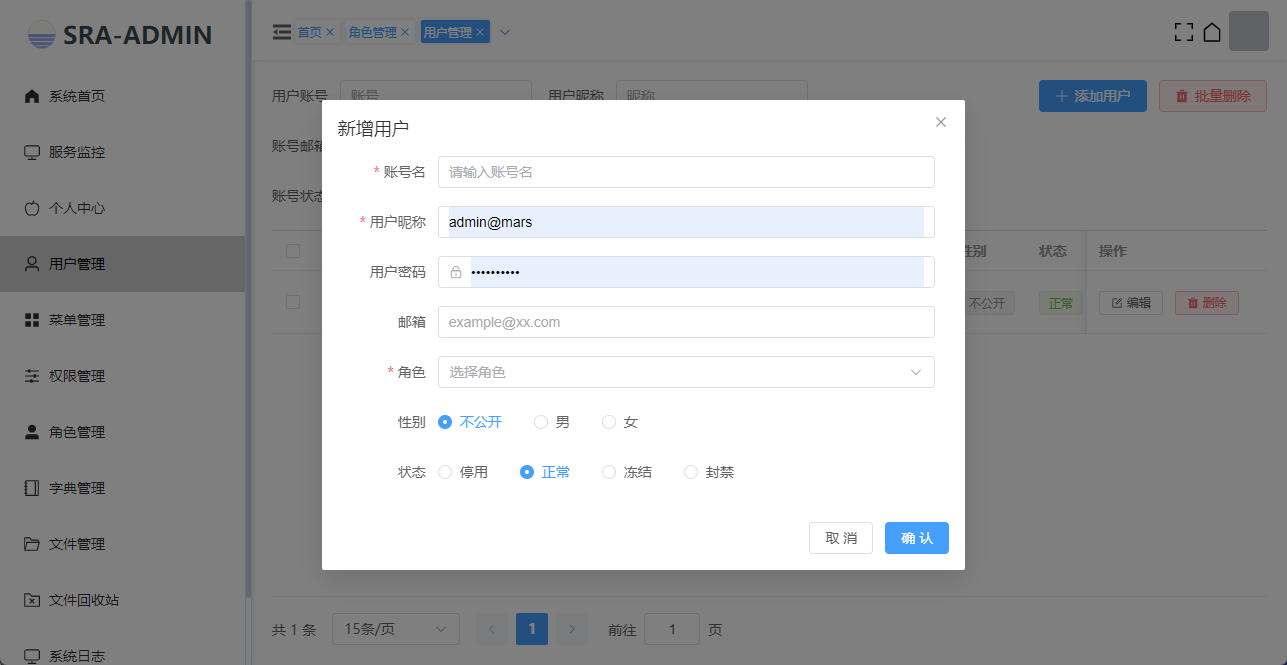 SRA-ADMIN
系统首页
服务监控
个人中心
用户管理
菜单管理
权限管理
角色管理
字典管理
文件管理
文件回收站
系统日志
首页 角色管理 用户管理
用户账号 账号 用户昵称 昵称
添加用户 批量删除
账号邮箱
账号状态
新增用户
* 账号名 请输入账号名
* 用户昵称 admin@mars
用户密码 ••••••••••
邮箱 example@xx.com
* 角色 选择角色
性别 不公开 男 女
状态 停用 正常 冻结 封禁
取 消 确 认
性别 状态 操作
不公开 正常 编辑 删除
共 1 条 15条/页 1 前往 1 页